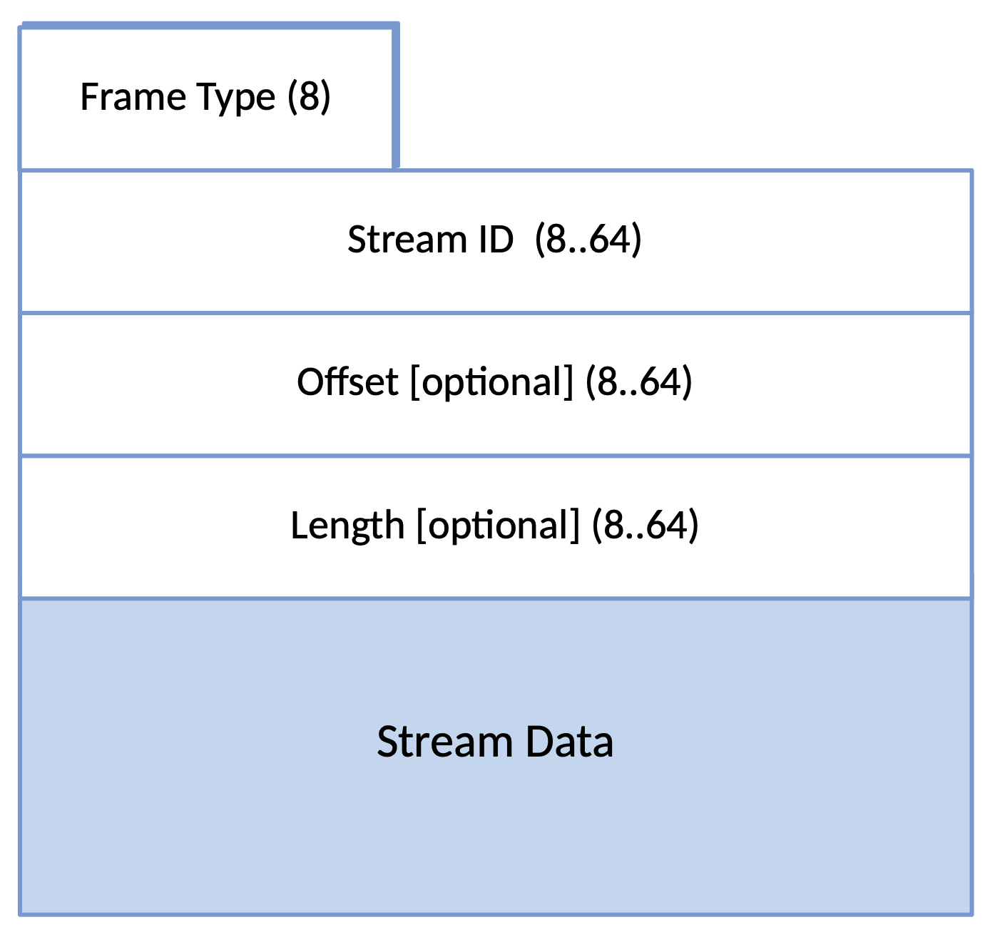 Frame Type (8)
Stream ID  (8..64)
Offset [optional] (8..64)
Length [optional] (8..64)
Stream Data